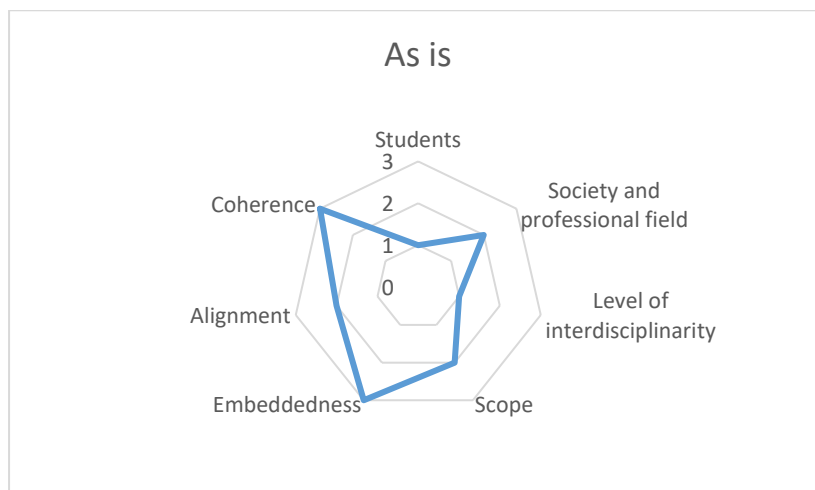 As is
Students
3
Society and
professional field
2
Coherence
1
0
Level of
interdisciplinarity
Alignment
Embeddedness
Scope